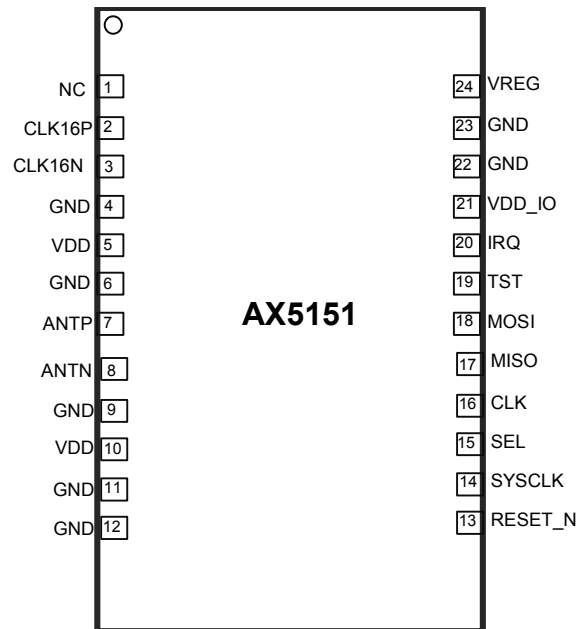 NC 1 24 VREG
CLK16P 2 23 GND
CLK16N 3 22 GND
GND 4 21 VDD_IO
VDD 5 20 IRQ
GND 6 19 TST
ANTP 7 AX5151 18 MOSI
ANTN 8 17 MISO
GND 9 16 CLK
VDD 10 15 SEL
GND 11 14 SYSCLK
GND 12 13 RESET_N